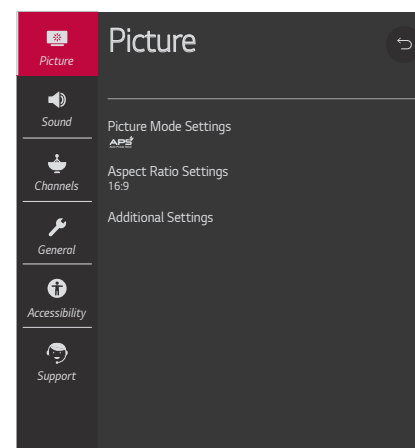 Picture
Picture
Sound
Picture Mode Settings
APS
Channels
Aspect Ratio Settings
16:9
General
Additional Settings
Accessibility
Support